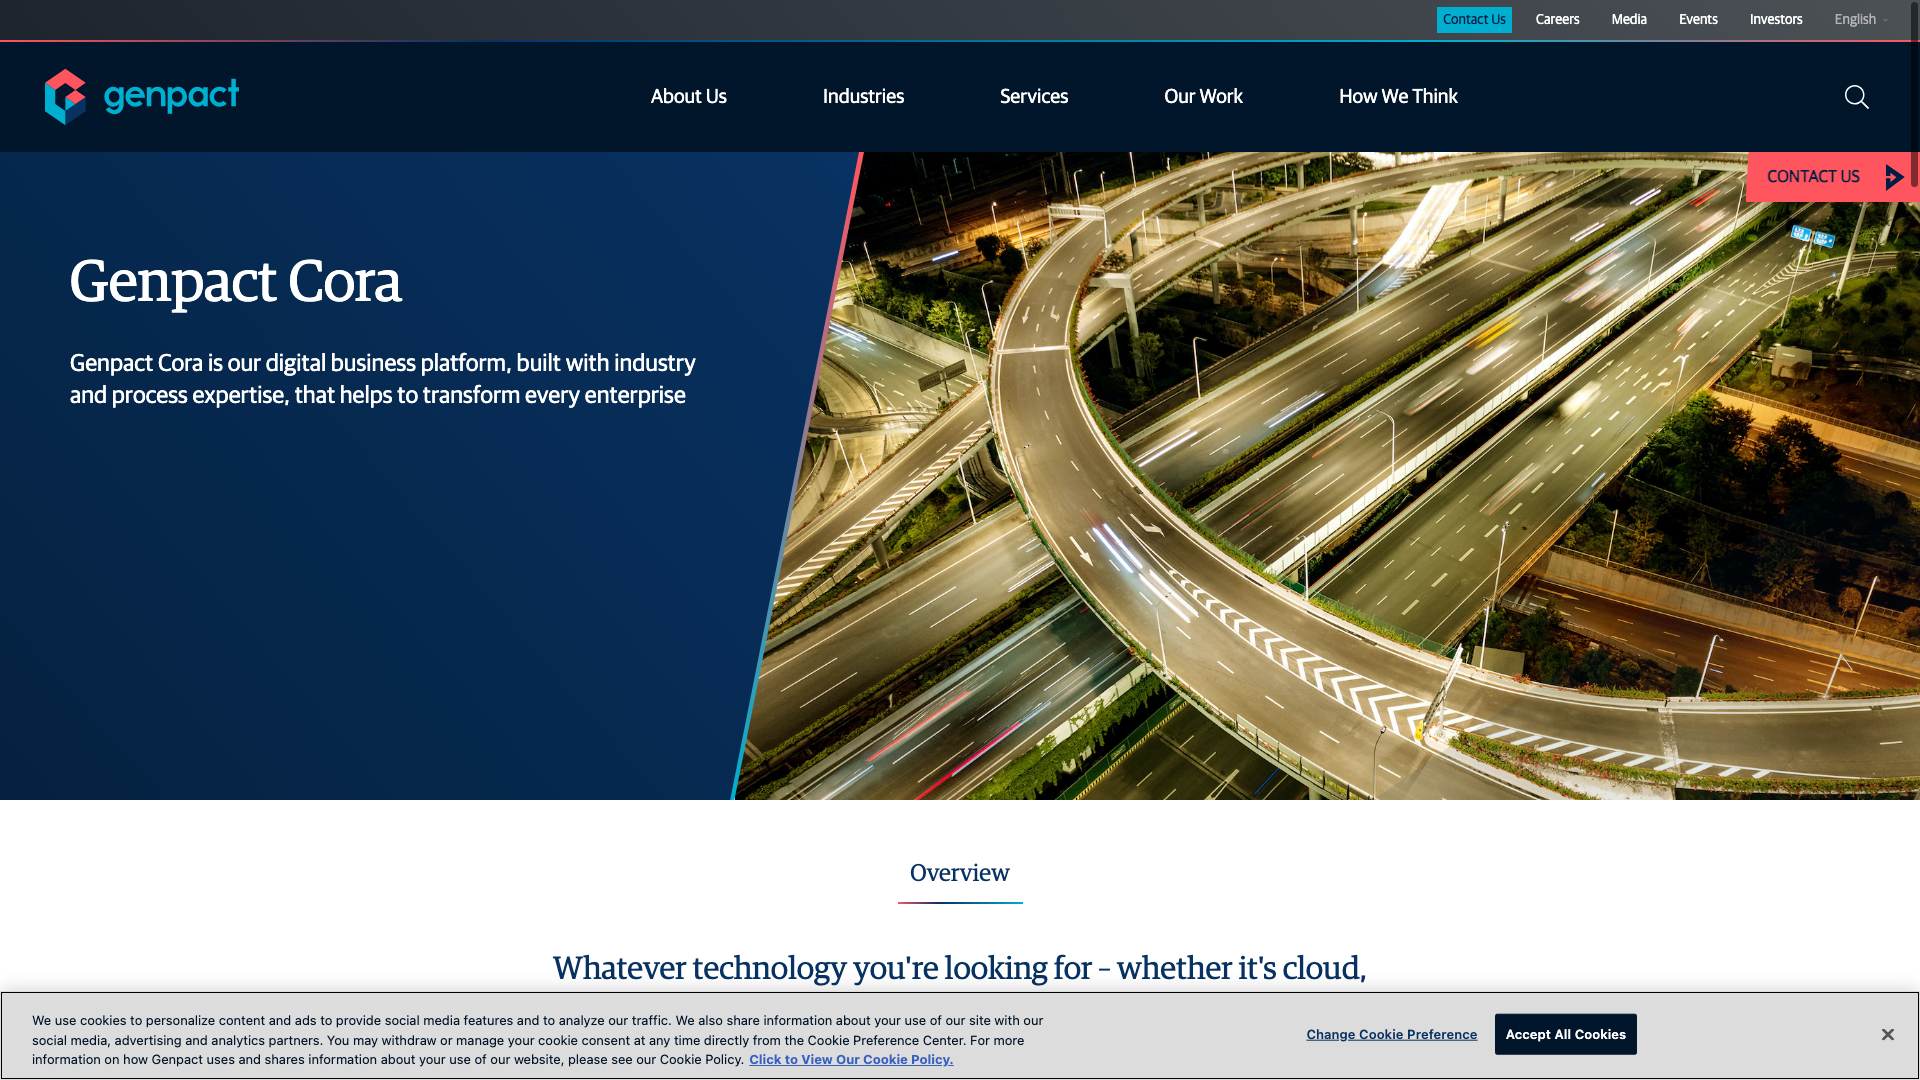 Contact Us
Careers
Media
Events
Investors
English
genpact
About Us
Industries
Services
Our Work
How We Think
CONTACT US
Genpact Cora
Genpact Cora is our digital business platform, built with industry
and process expertise, that helps to transform every enterprise
Overview
Whatever technology you're looking for – whether it's cloud,
We use cookies to personalize content and ads to provide social media features and to analyze our traffic. We also share information about your use of our site with our
social media, advertising and analytics partners. You may withdraw or manage your cookie consent at any time directly from the Cookie Preference Center. For more
information on how Genpact uses and shares information about your use of our website, please see our Cookie Policy. Click to View Our Cookie Policy.
Change Cookie Preference
Accept All Cookies